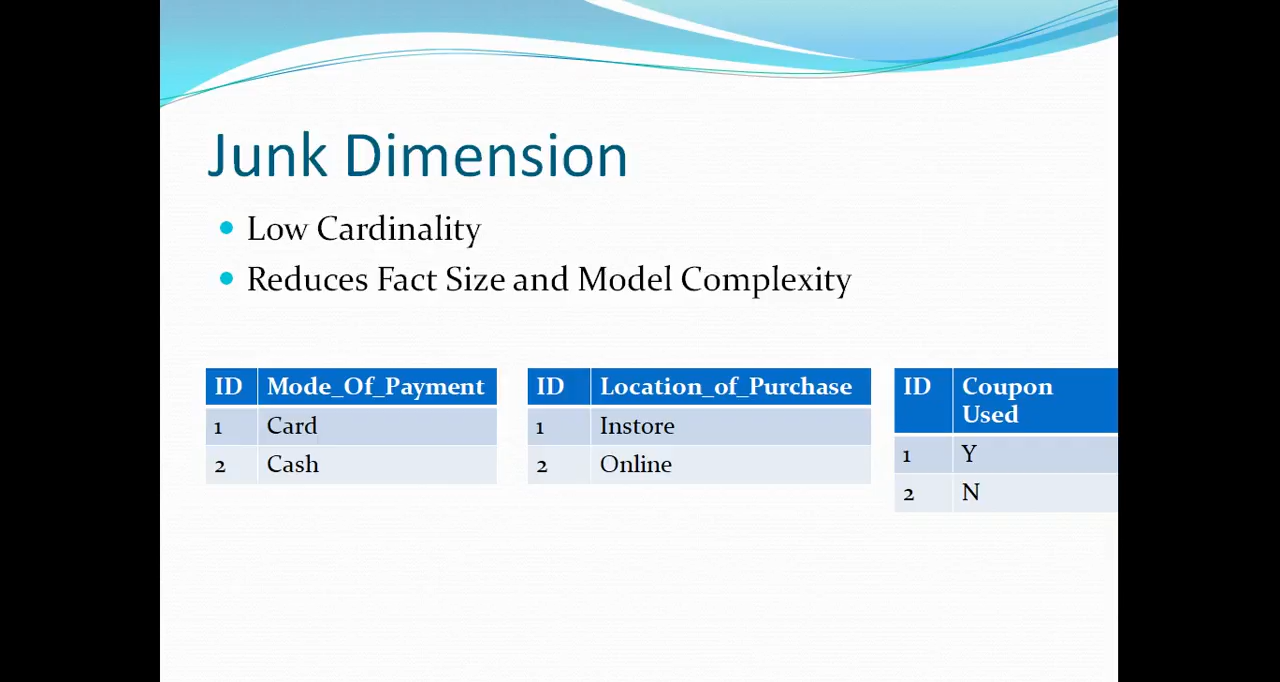 Junk Dimension
Low Cardinality
Reduces Fact Size and Model Complexity
ID Mode_Of_Payment
1 Card
2 Cash
ID Location_of_Purchase
1 Instore
2 Online
ID Coupon
Used
1 Y
2 N